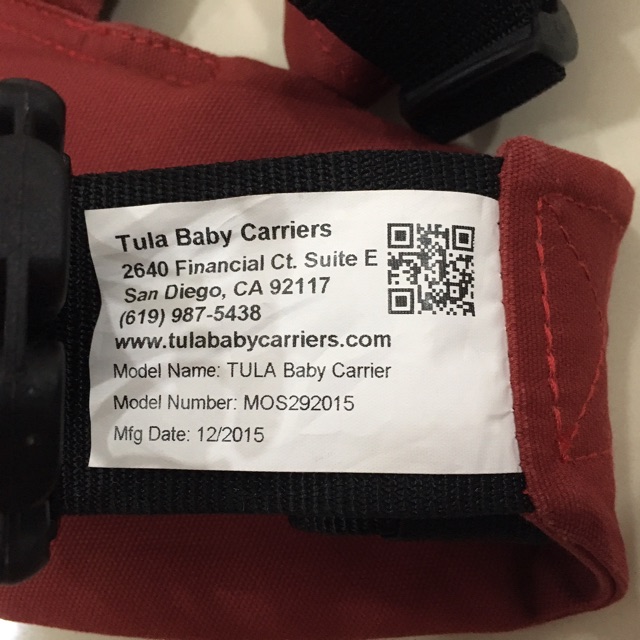 Tula Baby Carriers
2640 Financial Ct. Suite E
San Diego, CA 92117
(619) 987-5438
www.tulababycarriers.com
Model Name: TULA Baby Carrier
Model Number: MOS292015
Mfg Date: 12/2015